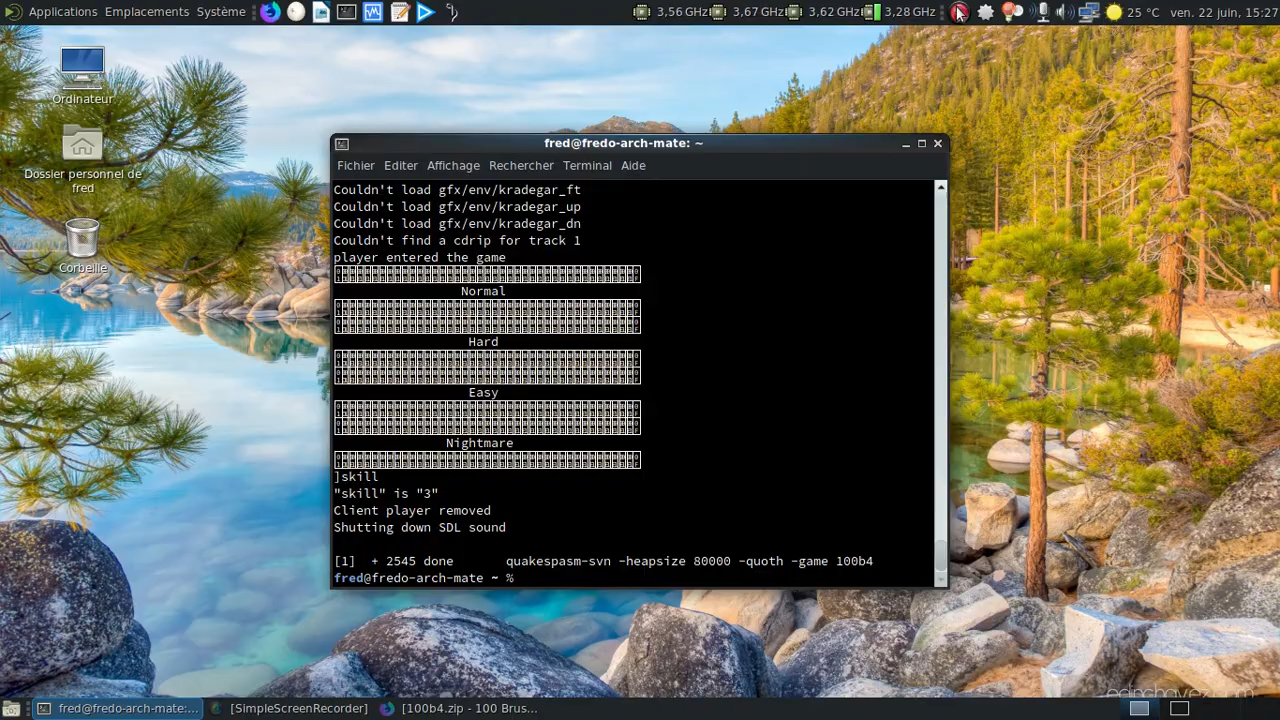 Applications Emplacements Système
3,56 GHz 3,67 GHz 3,62 GHz 3,28 GHz 25 °C ven. 22 juin, 15:27
Ordinateur
Dossier personnel de
fred
Corbeille
fred@fredo-arch-mate: ~
Fichier Editer Affichage Rechercher Terminal Aide
Couldn't load gfx/env/kradegar_ft
Couldn't load gfx/env/kradegar_up
Couldn't load gfx/env/kradegar_dn
Couldn't find a cdrip for track 1
player entered the game
Normal
Hard
Easy
Nightmare
]skill
"skill" is "3"
Client player removed
Shutting down SDL sound
[1]  + 2545 done       quakespasm-svn -heapsize 80000 -quoth -game 100b4
fred@fredo-arch-mate ~ %
fred@fredo-arch-mate:... [SimpleScreenRecorder] [100b4.zip - 100 Brus...